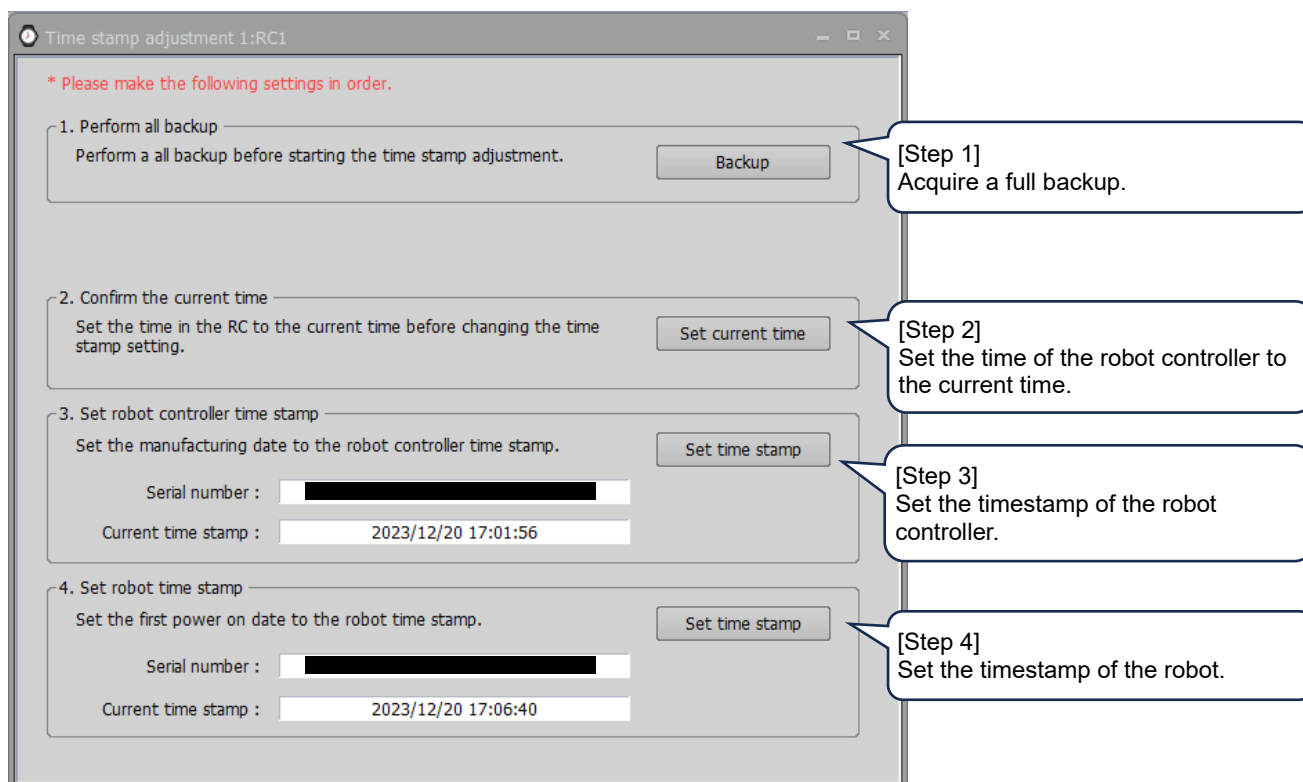 Time stamp adjustment 1:RC1
* Please make the following settings in order.
1. Perform all backup
Perform a all backup before starting the time stamp adjustment.
Backup
[Step 1]
Acquire a full backup.
2. Confirm the current time
Set the time in the RC to the current time before changing the time
stamp setting.
Set current time
[Step 2]
Set the time of the robot controller to
the current time.
3. Set robot controller time stamp
Set the manufacturing date to the robot controller time stamp.
Set time stamp
Serial number :
Current time stamp :
2023/12/20 17:01:56
[Step 3]
Set the timestamp of the robot
controller.
4. Set robot time stamp
Set the first power on date to the robot time stamp.
Set time stamp
Serial number :
Current time stamp :
2023/12/20 17:06:40
[Step 4]
Set the timestamp of the robot.